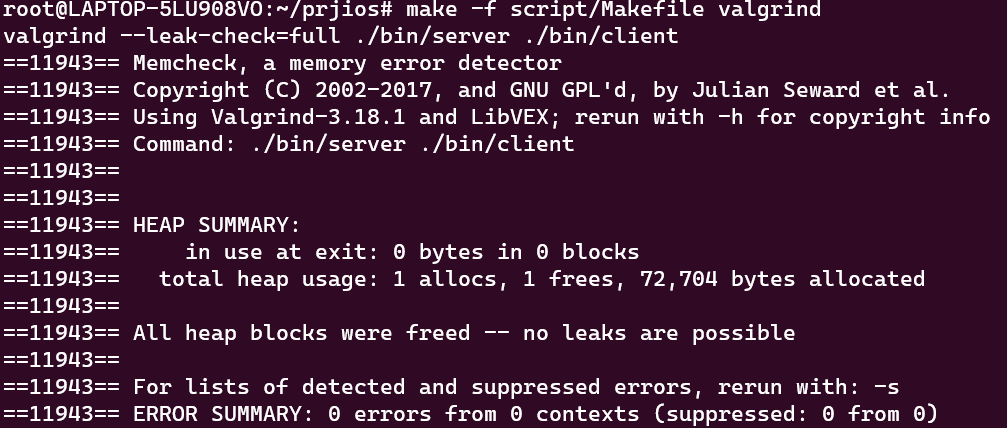 root@LAPTOP-5LU908VO:~/prjios# make -f script/Makefile valgrind
valgrind --leak-check=full ./bin/server ./bin/client
==11943== Memcheck, a memory error detector
==11943== Copyright (C) 2002-2017, and GNU GPL'd, by Julian Seward et al.
==11943== Using Valgrind-3.18.1 and LibVEX; rerun with -h for copyright info
==11943== Command: ./bin/server ./bin/client
==11943==
==11943==
==11943== HEAP SUMMARY:
==11943==     in use at exit: 0 bytes in 0 blocks
==11943==   total heap usage: 1 allocs, 1 frees, 72,704 bytes allocated
==11943==
==11943== All heap blocks were freed -- no leaks are possible
==11943==
==11943== For lists of detected and suppressed errors, rerun with: -s
==11943== ERROR SUMMARY: 0 errors from 0 contexts (suppressed: 0 from 0)